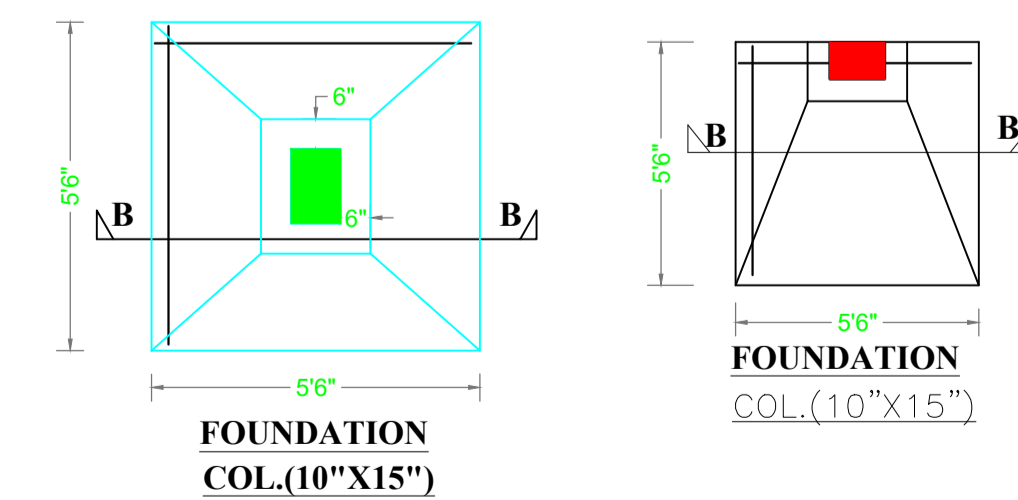 6"
5'6"
B
6"
B
5'6"
FOUNDATION
COL.(10"X15")
5'6"
B
B
5'6"
FOUNDATION
COL.(10”X15”)